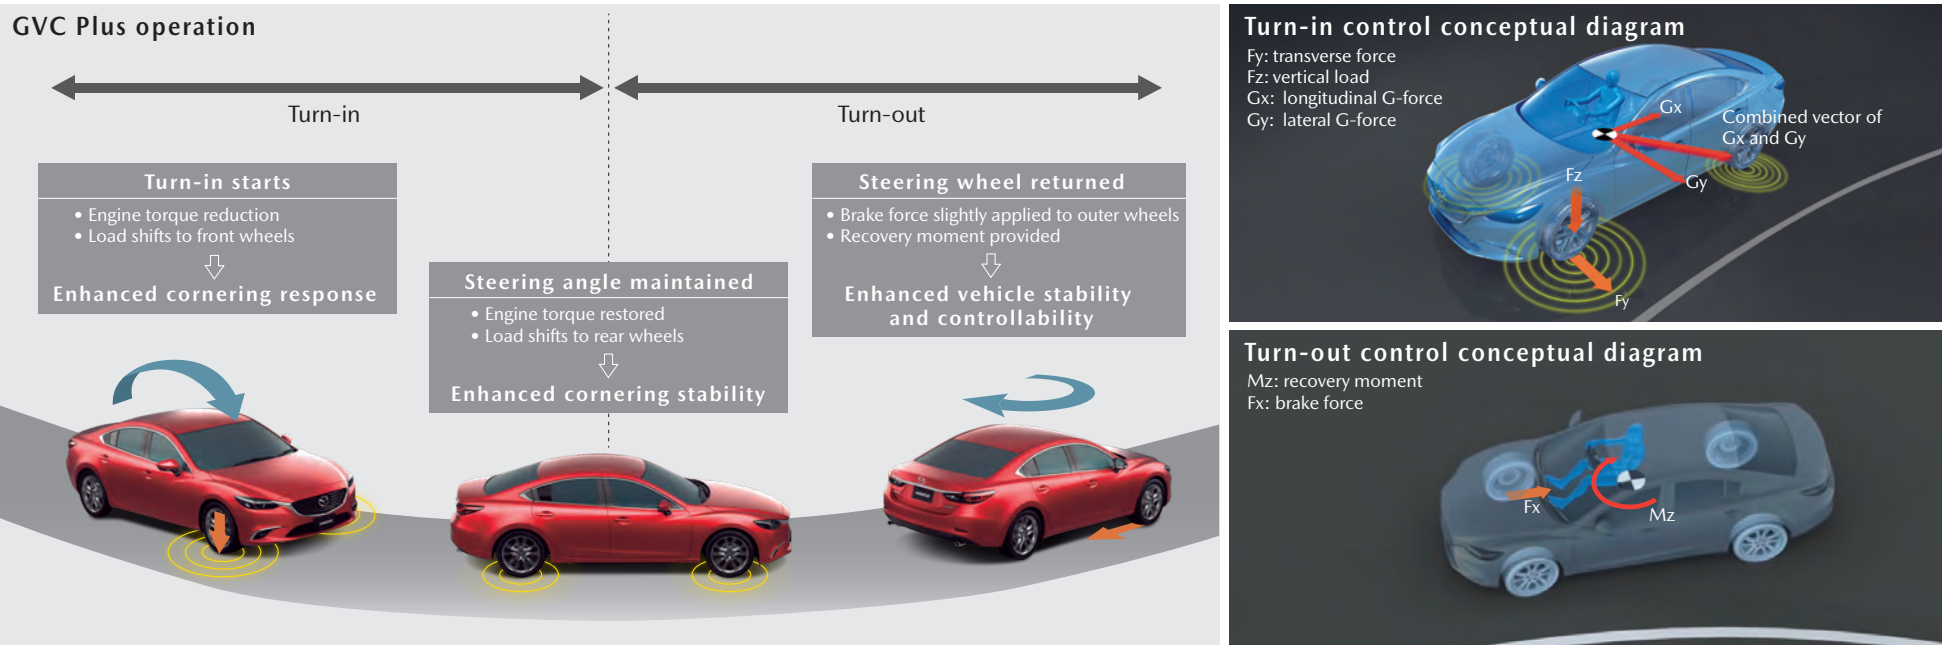 GVC Plus operation
Turn-in
Turn-out
Turn-in starts
• Engine torque reduction
• Load shifts to front wheels
Enhanced cornering response
Steering angle maintained
• Engine torque restored
• Load shifts to rear wheels
Enhanced cornering stability
Steering wheel returned
• Brake force slightly applied to outer wheels
• Recovery moment provided
Enhanced vehicle stability
and controllability
Turn-in control conceptual diagram
Fy: transverse force
Fz: vertical load
Gx: longitudinal G-force
Gy: lateral G-force
Gx
Combined vector of
Gx and Gy
Gy
Fz
Fy
Turn-out control conceptual diagram
Mz: recovery moment
Fx: brake force
Fx
Mz